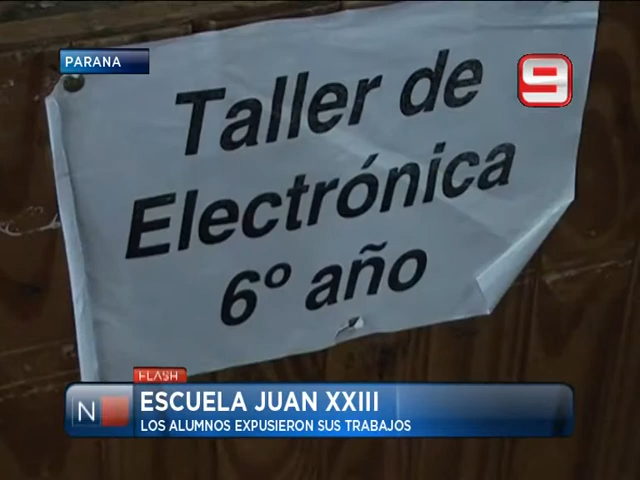 PARANA
9
Taller de
Electrónica
6º año
FLASH
N
ESCUELA JUAN XXIII
LOS ALUMNOS EXPUSIERON SUS TRABAJOS